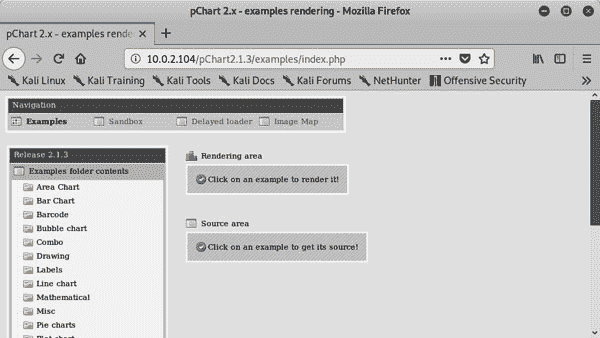 pChart 2.x - examples rendering - Mozilla Firefox
pChart 2.x - examples render
10.0.2.104/pChart2.1.3/examples/index.php
Kali Linux Kali Training Kali Tools Kali Docs Kali Forums NetHunter Offensive Security
Navigation
Examples Sandbox Delayed loader Image Map
Release 2.1.3
Examples folder contents
Area Chart
Bar Chart
Barcode
Bubble chart
Combo
Drawing
Labels
Line chart
Mathematical
Misc
Pie charts
Plot chart
Rendering area
Click on an example to render it!
Source area
Click on an example to get its source!